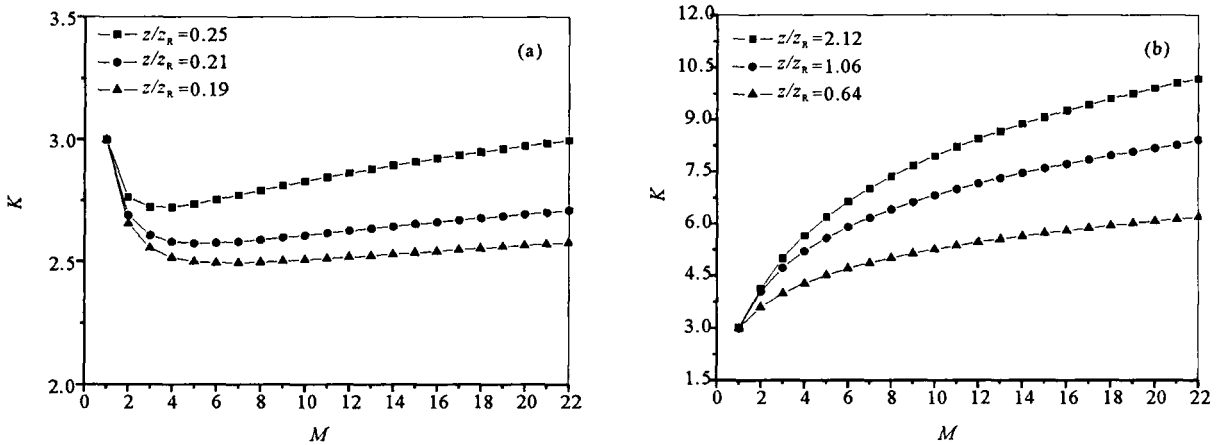 (a)
z/z_R=0.25
z/z_R=0.21
z/z_R=0.19
3.5
3.0
2.5
2.0
K
0 2 4 6 8 10 12 14 16 18 20 22
M
(b)
z/z_R=2.12
z/z_R=1.06
z/z_R=0.64
12.0
10.5
9.0
7.5
6.0
4.5
3.0
1.5
K
0 2 4 6 8 10 12 14 16 18 20 22
M